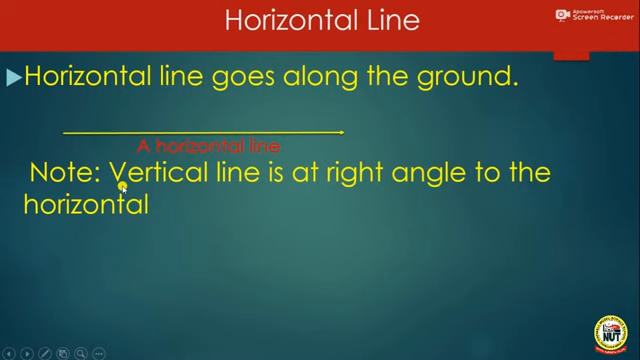 Horizontal Line
Apowersoft
Screen Recorder
Horizontal line goes along the ground.
A horizontal line
Note: Vertical line is at right angle to the
horizontal
NUT